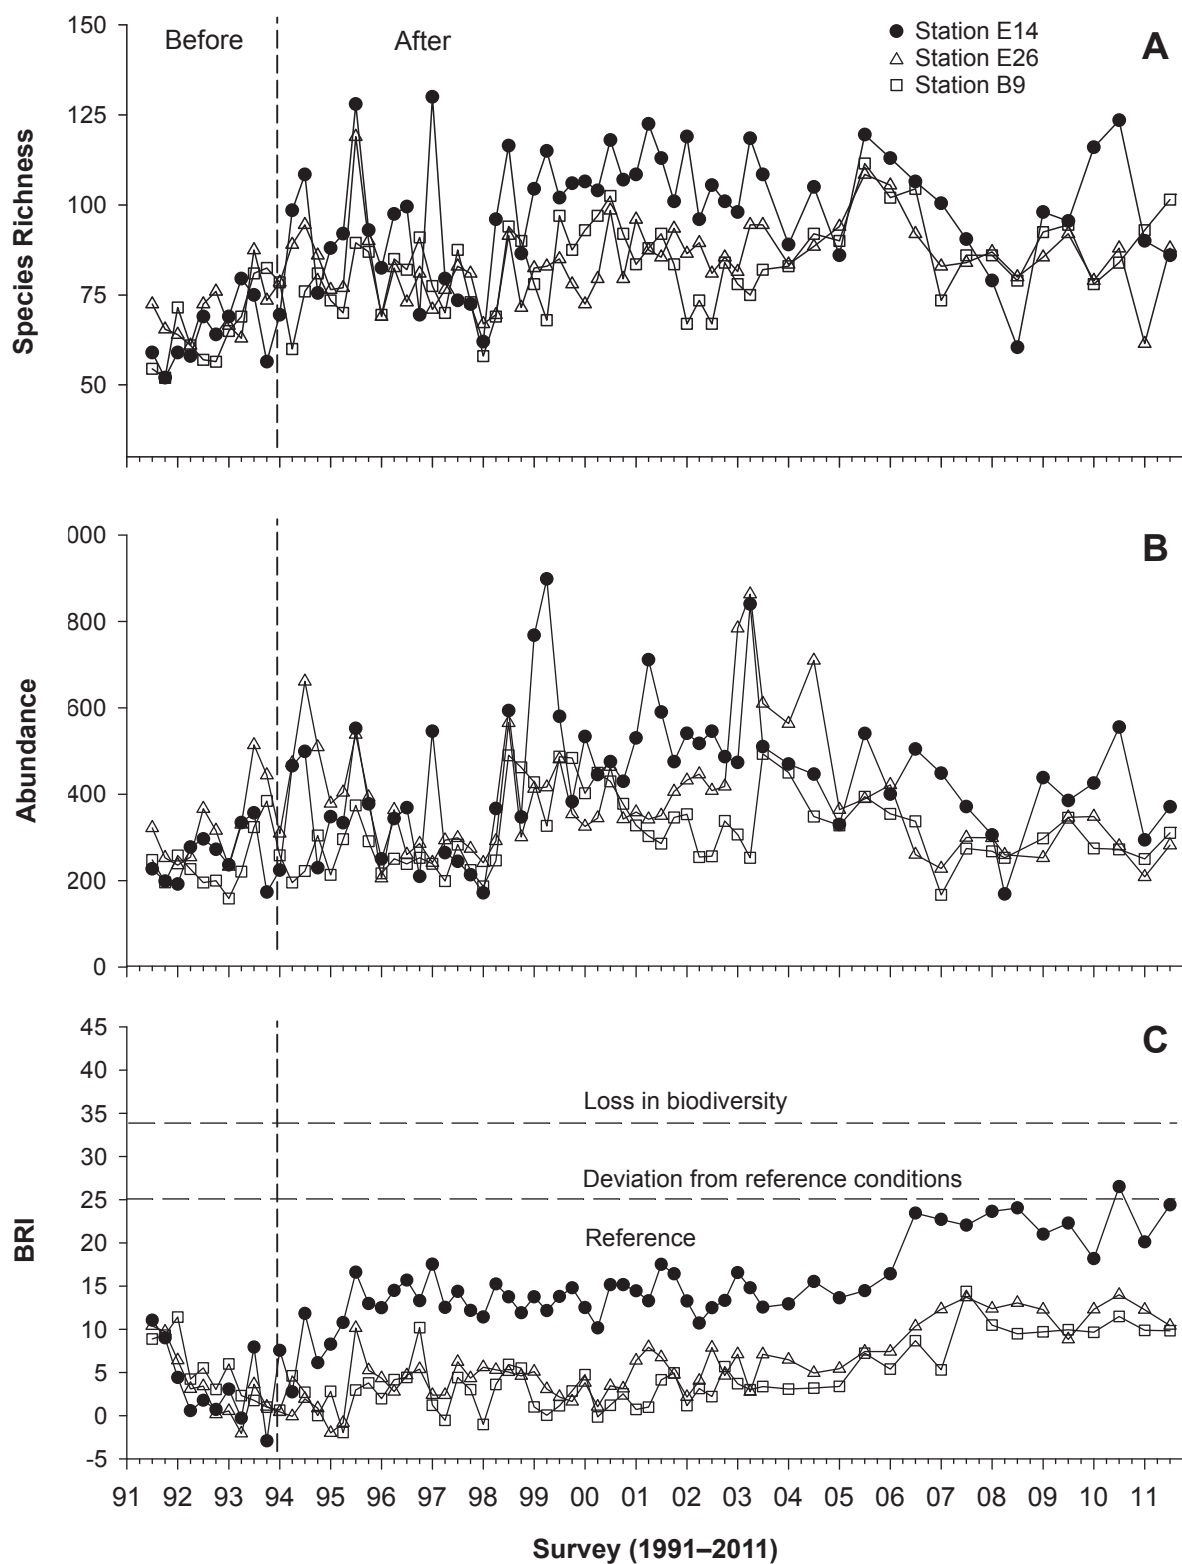 150
125
100
75
50
Species Richness
Before
After
Station E14
Station E26
Station B9
A
000
800
600
400
200
0
Abundance
B
45
40
35
30
25
20
15
10
5
0
-5
BRI
C
Loss in biodiversity
Deviation from reference conditions
Reference
91 92 93 94 95 96 97 98 99 00 01 02 03 04 05 06 07 08 09 10 11
Survey (1991–2011)